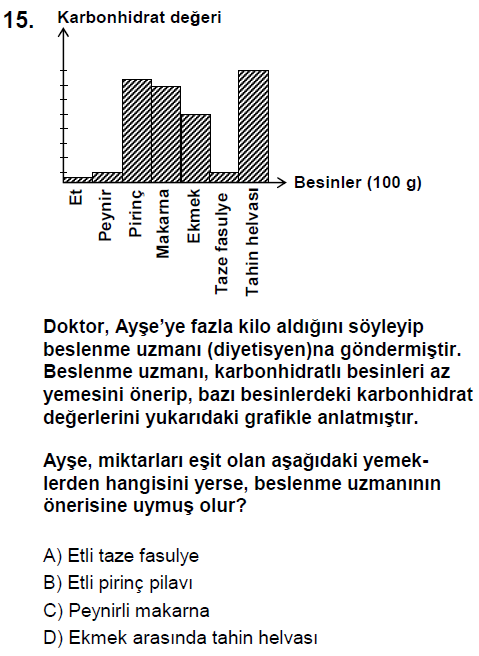 15. Karbonhidrat değeri
Besinler (100 g)
Et
Peynir
Pirinç
Makarna
Ekmek
Taze fasulye
Tahin helvası
Doktor, Ayşe'ye fazla kilo aldığını söyleyip
beslenme uzmanı (diyetisyen)na göndermiştir.
Beslenme uzmanı, karbonhidratlı besinleri az
yemesini önerip, bazı besinlerdeki karbonhidrat
değerlerini yukarıdaki grafikle anlatmıştır.
Ayşe, miktarları eşit olan aşağıdaki yemek-
lerden hangisini yerse, beslenme uzmanının
önerisine uymuş olur?
A) Etli taze fasulye
B) Etli pirinç pilavı
C) Peynirli makarna
D) Ekmek arasında tahin helvası